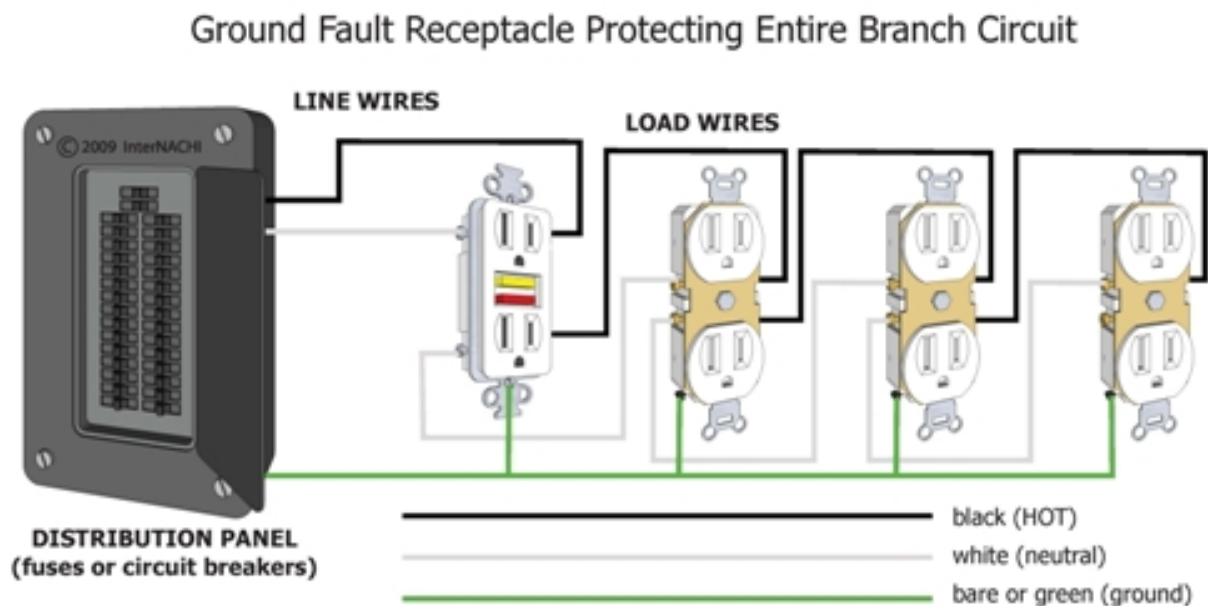 Ground Fault Receptacle Protecting Entire Branch Circuit
LINE WIRES
LOAD WIRES
© 2009 InterNACHI
DISTRIBUTION PANEL
(fuses or circuit breakers)
black (HOT)
white (neutral)
bare or green (ground)